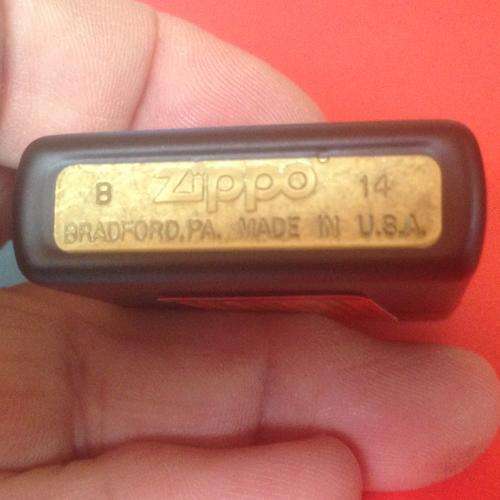 B Zippo 14
BRADFORD, PA. MADE IN U.S.A.